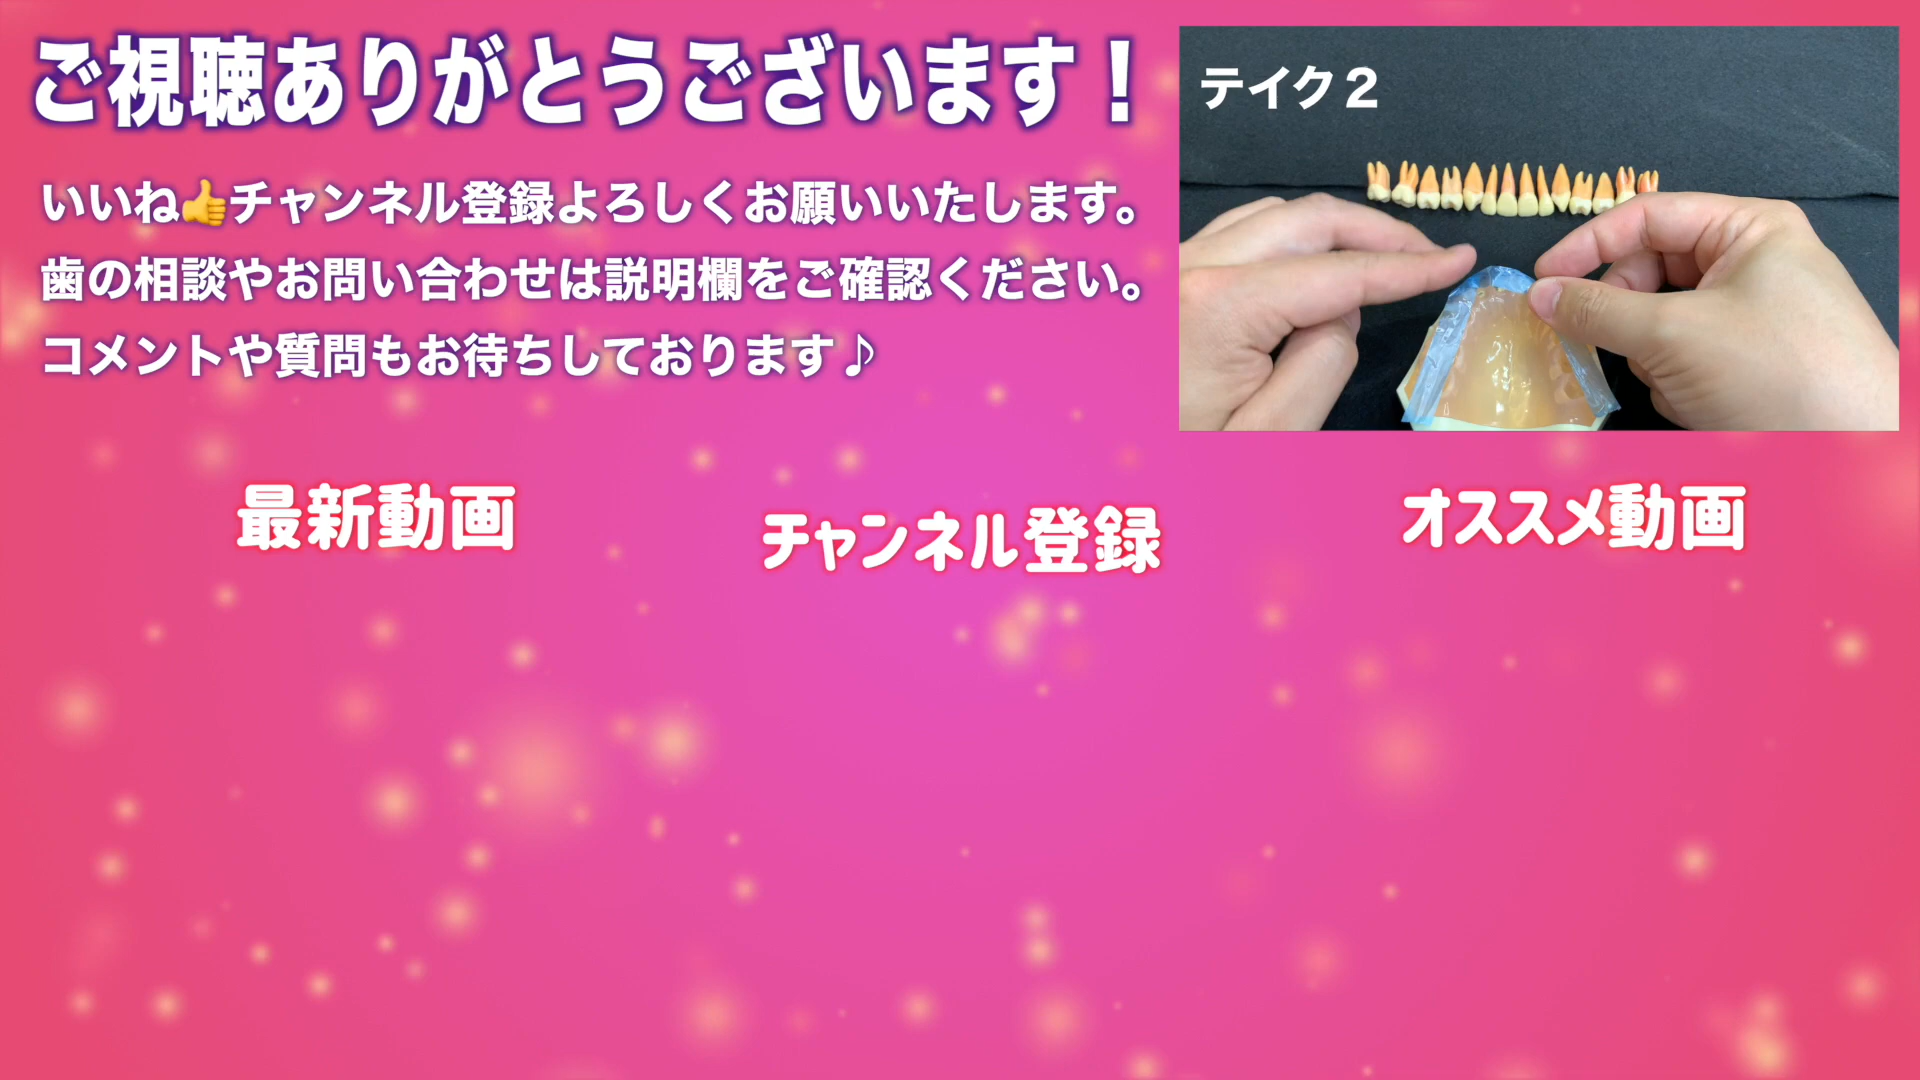 ご視聴ありがとうございます！
いいね👍チャンネル登録よろしくお願いいたします。
歯の相談やお問い合わせは説明欄をご確認ください。
コメントや質問もお待ちしております♪
テイク２
最新動画
チャンネル登録
オススメ動画